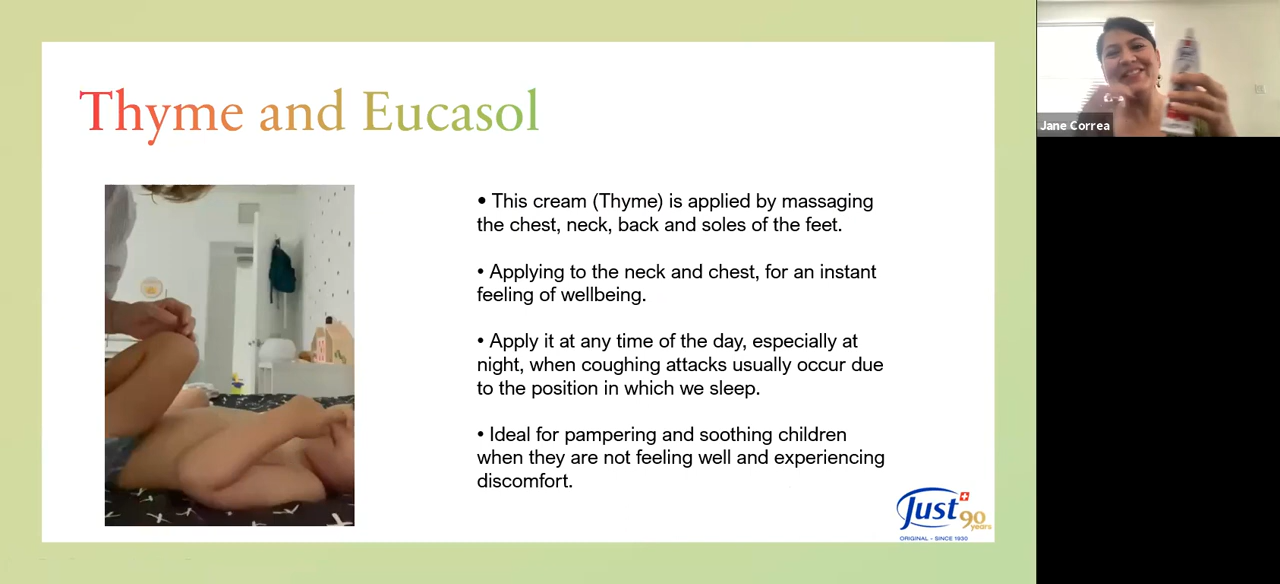 Thyme and Eucasol
• This cream (Thyme) is applied by massaging
the chest, neck, back and soles of the feet.
• Applying to the neck and chest, for an instant
feeling of wellbeing.
• Apply it at any time of the day, especially at
night, when coughing attacks usually occur due
to the position in which we sleep.
• Ideal for pampering and soothing children
when they are not feeling well and experiencing
discomfort.
Just
90
years
ORIGINAL - SINCE 1930
Jane Correa